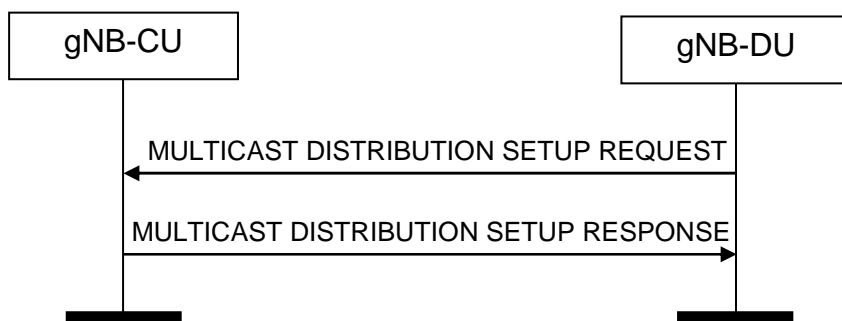 gNB-CU
gNB-DU
MULTICAST DISTRIBUTION SETUP REQUEST
MULTICAST DISTRIBUTION SETUP RESPONSE